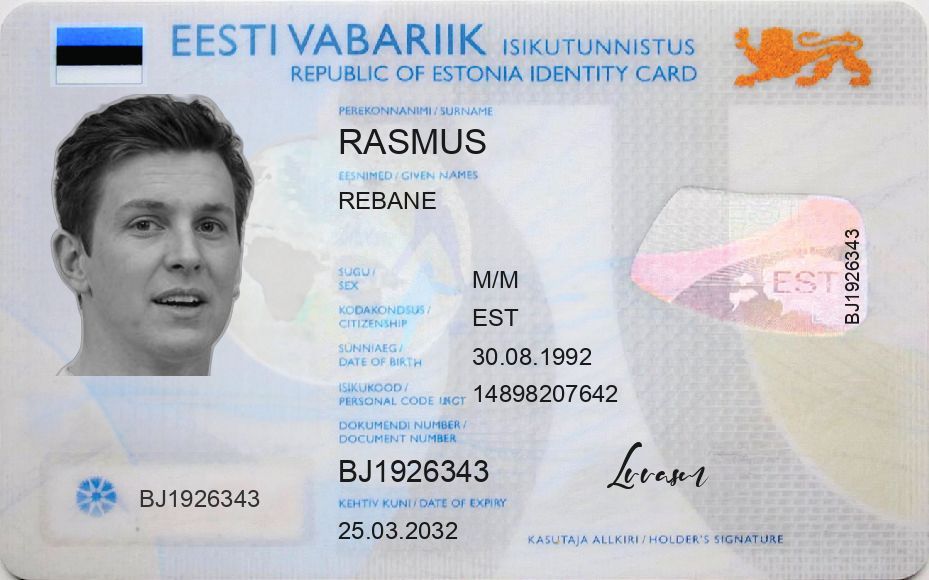 EESTI VABARIIK ISIKUTUNNISTUS
REPUBLIC OF ESTONIA IDENTITY CARD
PEREKONNANIMI / SURNAME
RASMUS
EESNIMED / GIVEN NAMES
REBANE
SUGU /
SEX
M/M
KODAKONDSUS /
CITIZENSHIP
EST
SÜNNIAEG /
DATE OF BIRTH
30.08.1992
ISIKUKOOD /
PERSONAL CODE
14898207642
DOKUMENDI NUMBER /
DOCUMENT NUMBER
BJ1926343
KEHTIV KUNI / DATE OF EXPIRY
25.03.2032
BJ1926343
EST
BJ1926343
KASUTAJA ALLKIRI / HOLDER'S SIGNATURE